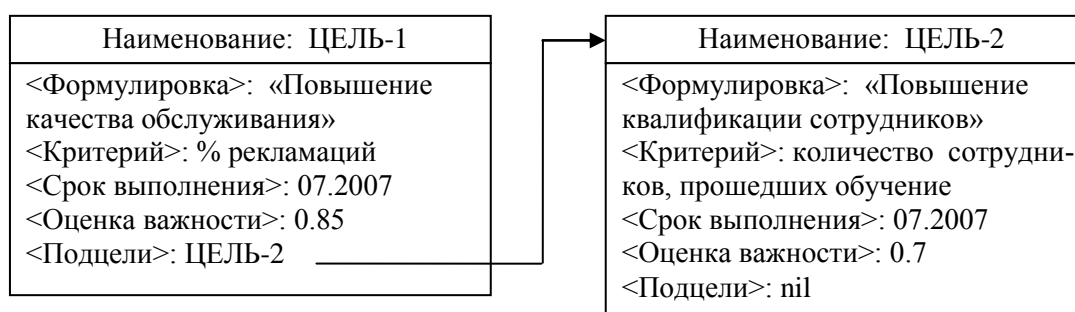 Наименование: ЦЕЛЬ-1
<Формулировка>: «Повышение
качества обслуживания»
<Критерий>: % рекламаций
<Срок выполнения>: 07.2007
<Оценка важности>: 0.85
<Подцели>: ЦЕЛЬ-2
Наименование: ЦЕЛЬ-2
<Формулировка>: «Повышение
квалификации сотрудников»
<Критерий>: количество сотрудни-
ков, прошедших обучение
<Срок выполнения>: 07.2007
<Оценка важности>: 0.7
<Подцели>: nil